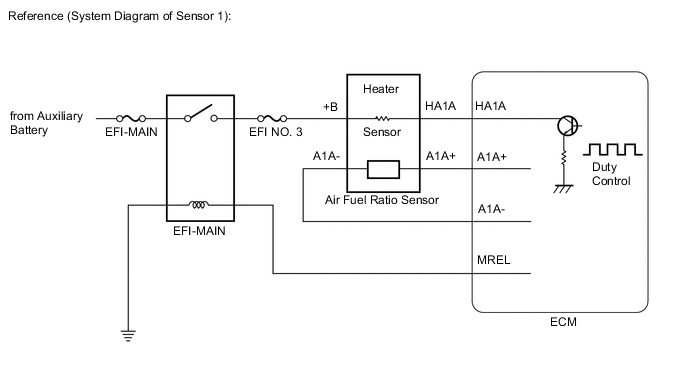 Reference (System Diagram of Sensor 1):
from Auxiliary
Battery
EFI-MAIN
EFI NO. 3
+B
Heater
HA1A
HA1A
Sensor
A1A-
A1A+
A1A+
Duty
Control
Air Fuel Ratio Sensor
A1A-
EFI-MAIN
MREL
ECM